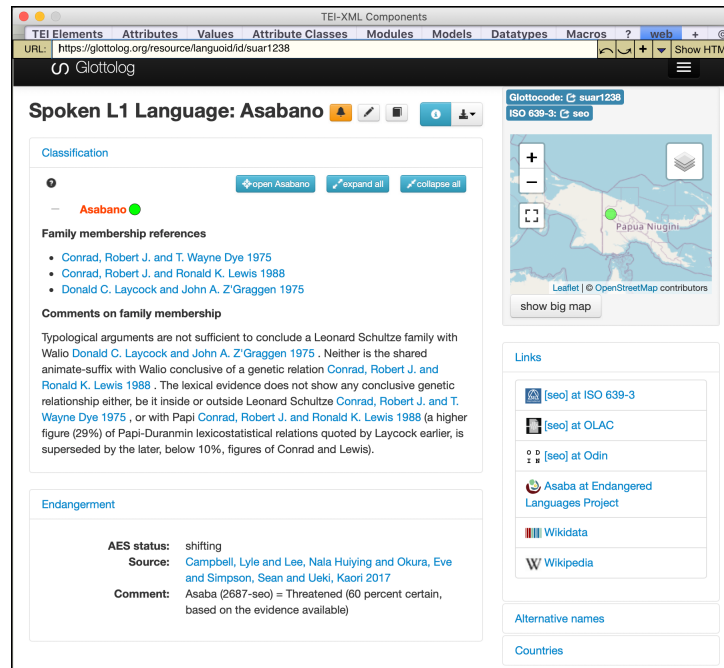 TEI-XML Components
TEI Elements Attributes Values Attribute Classes Modules Models Datatypes Macros ? web + @
URL: https://glottolog.org/resource/languoid/id/suar1238 + Show HTM
Glottolog
Spoken L1 Language: Asabano
Classification
open Asabano expand all collapse all
Asabano
Family membership references
Conrad, Robert J. and T. Wayne Dye 1975
Conrad, Robert J. and Ronald K. Lewis 1988
Donald C. Laycock and John A. Z'Graggen 1975
Comments on family membership
Typological arguments are not sufficient to conclude a Leonard Schultze family with
Walio Donald C. Laycock and John A. Z'Graggen 1975 . Neither is the shared
animate-suffix with Walio conclusive of a genetic relation Conrad, Robert J. and
Ronald K. Lewis 1988 . The lexical evidence does not show any conclusive genetic
relationship either, be it inside or outside Leonard Schultze Conrad, Robert J. and T.
Wayne Dye 1975 , or with Papi Conrad, Robert J. and Ronald K. Lewis 1988 (a higher
figure (29%) of Papi-Duranmin lexicostatistical relations quoted by Laycock earlier, is
superseded by the later, below 10%, figures of Conrad and Lewis).
Endangerment
AES status: shifting
Source: Campbell, Lyle and Lee, Nala Huiying and Okura, Eve
and Simpson, Sean and Ueki, Kaori 2017
Comment: Asaba (2687-seo) = Threatened (60 percent certain,
based on the evidence available)
Glottocode: suar1238
ISO 639-3: seo
+
−
Papua Niugini
Leaflet | © OpenStreetMap contributors
show big map
Links
[seo] at ISO 639-3
[seo] at OLAC
O D
I N [seo] at Odin
Asaba at Endangered
Languages Project
Wikidata
W Wikipedia
Alternative names
Countries